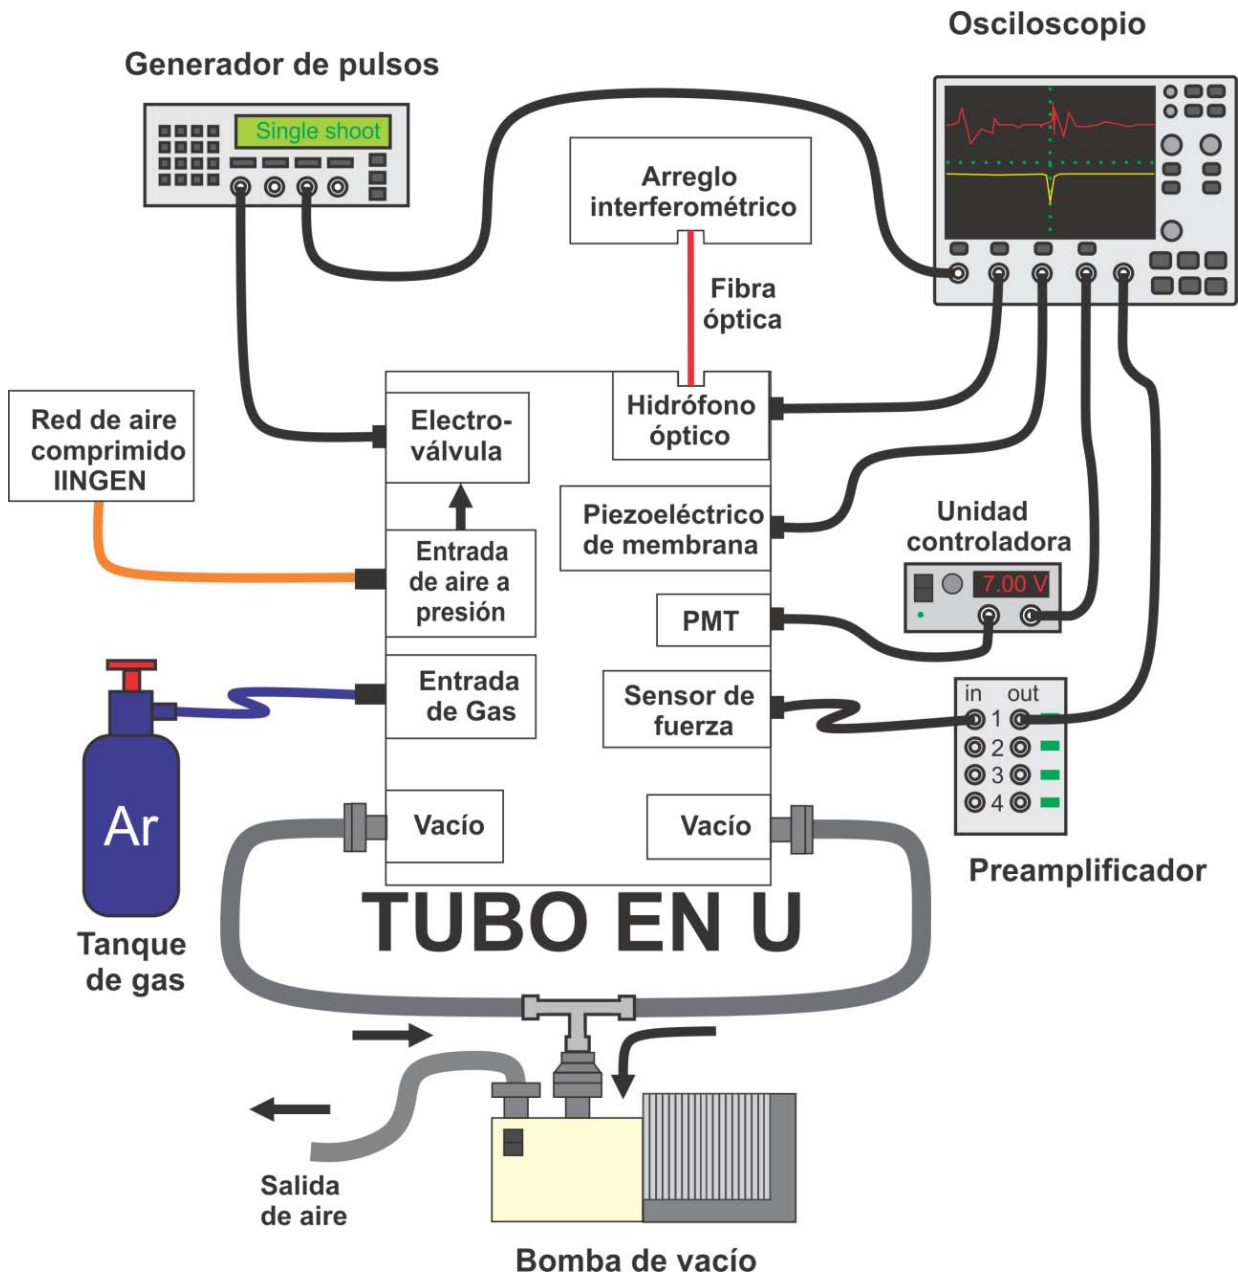 Osciloscopio
Generador de pulsos
Single shoot
Arreglo
interferométrico
Fibra
óptica
Red de aire
comprimido
IINGEN
Electro-
válvula
Hidrófono
óptico
Piezoeléctrico
de membrana
Unidad
controladora
7.00 V
Entrada
de aire a
presión
PMT
Entrada
de Gas
Sensor de
fuerza
in out
1
2
3
4
Ar
Vacío
Vacío
Preamplificador
TUBO EN U
Tanque
de gas
Salida
de aire
Bomba de vacío